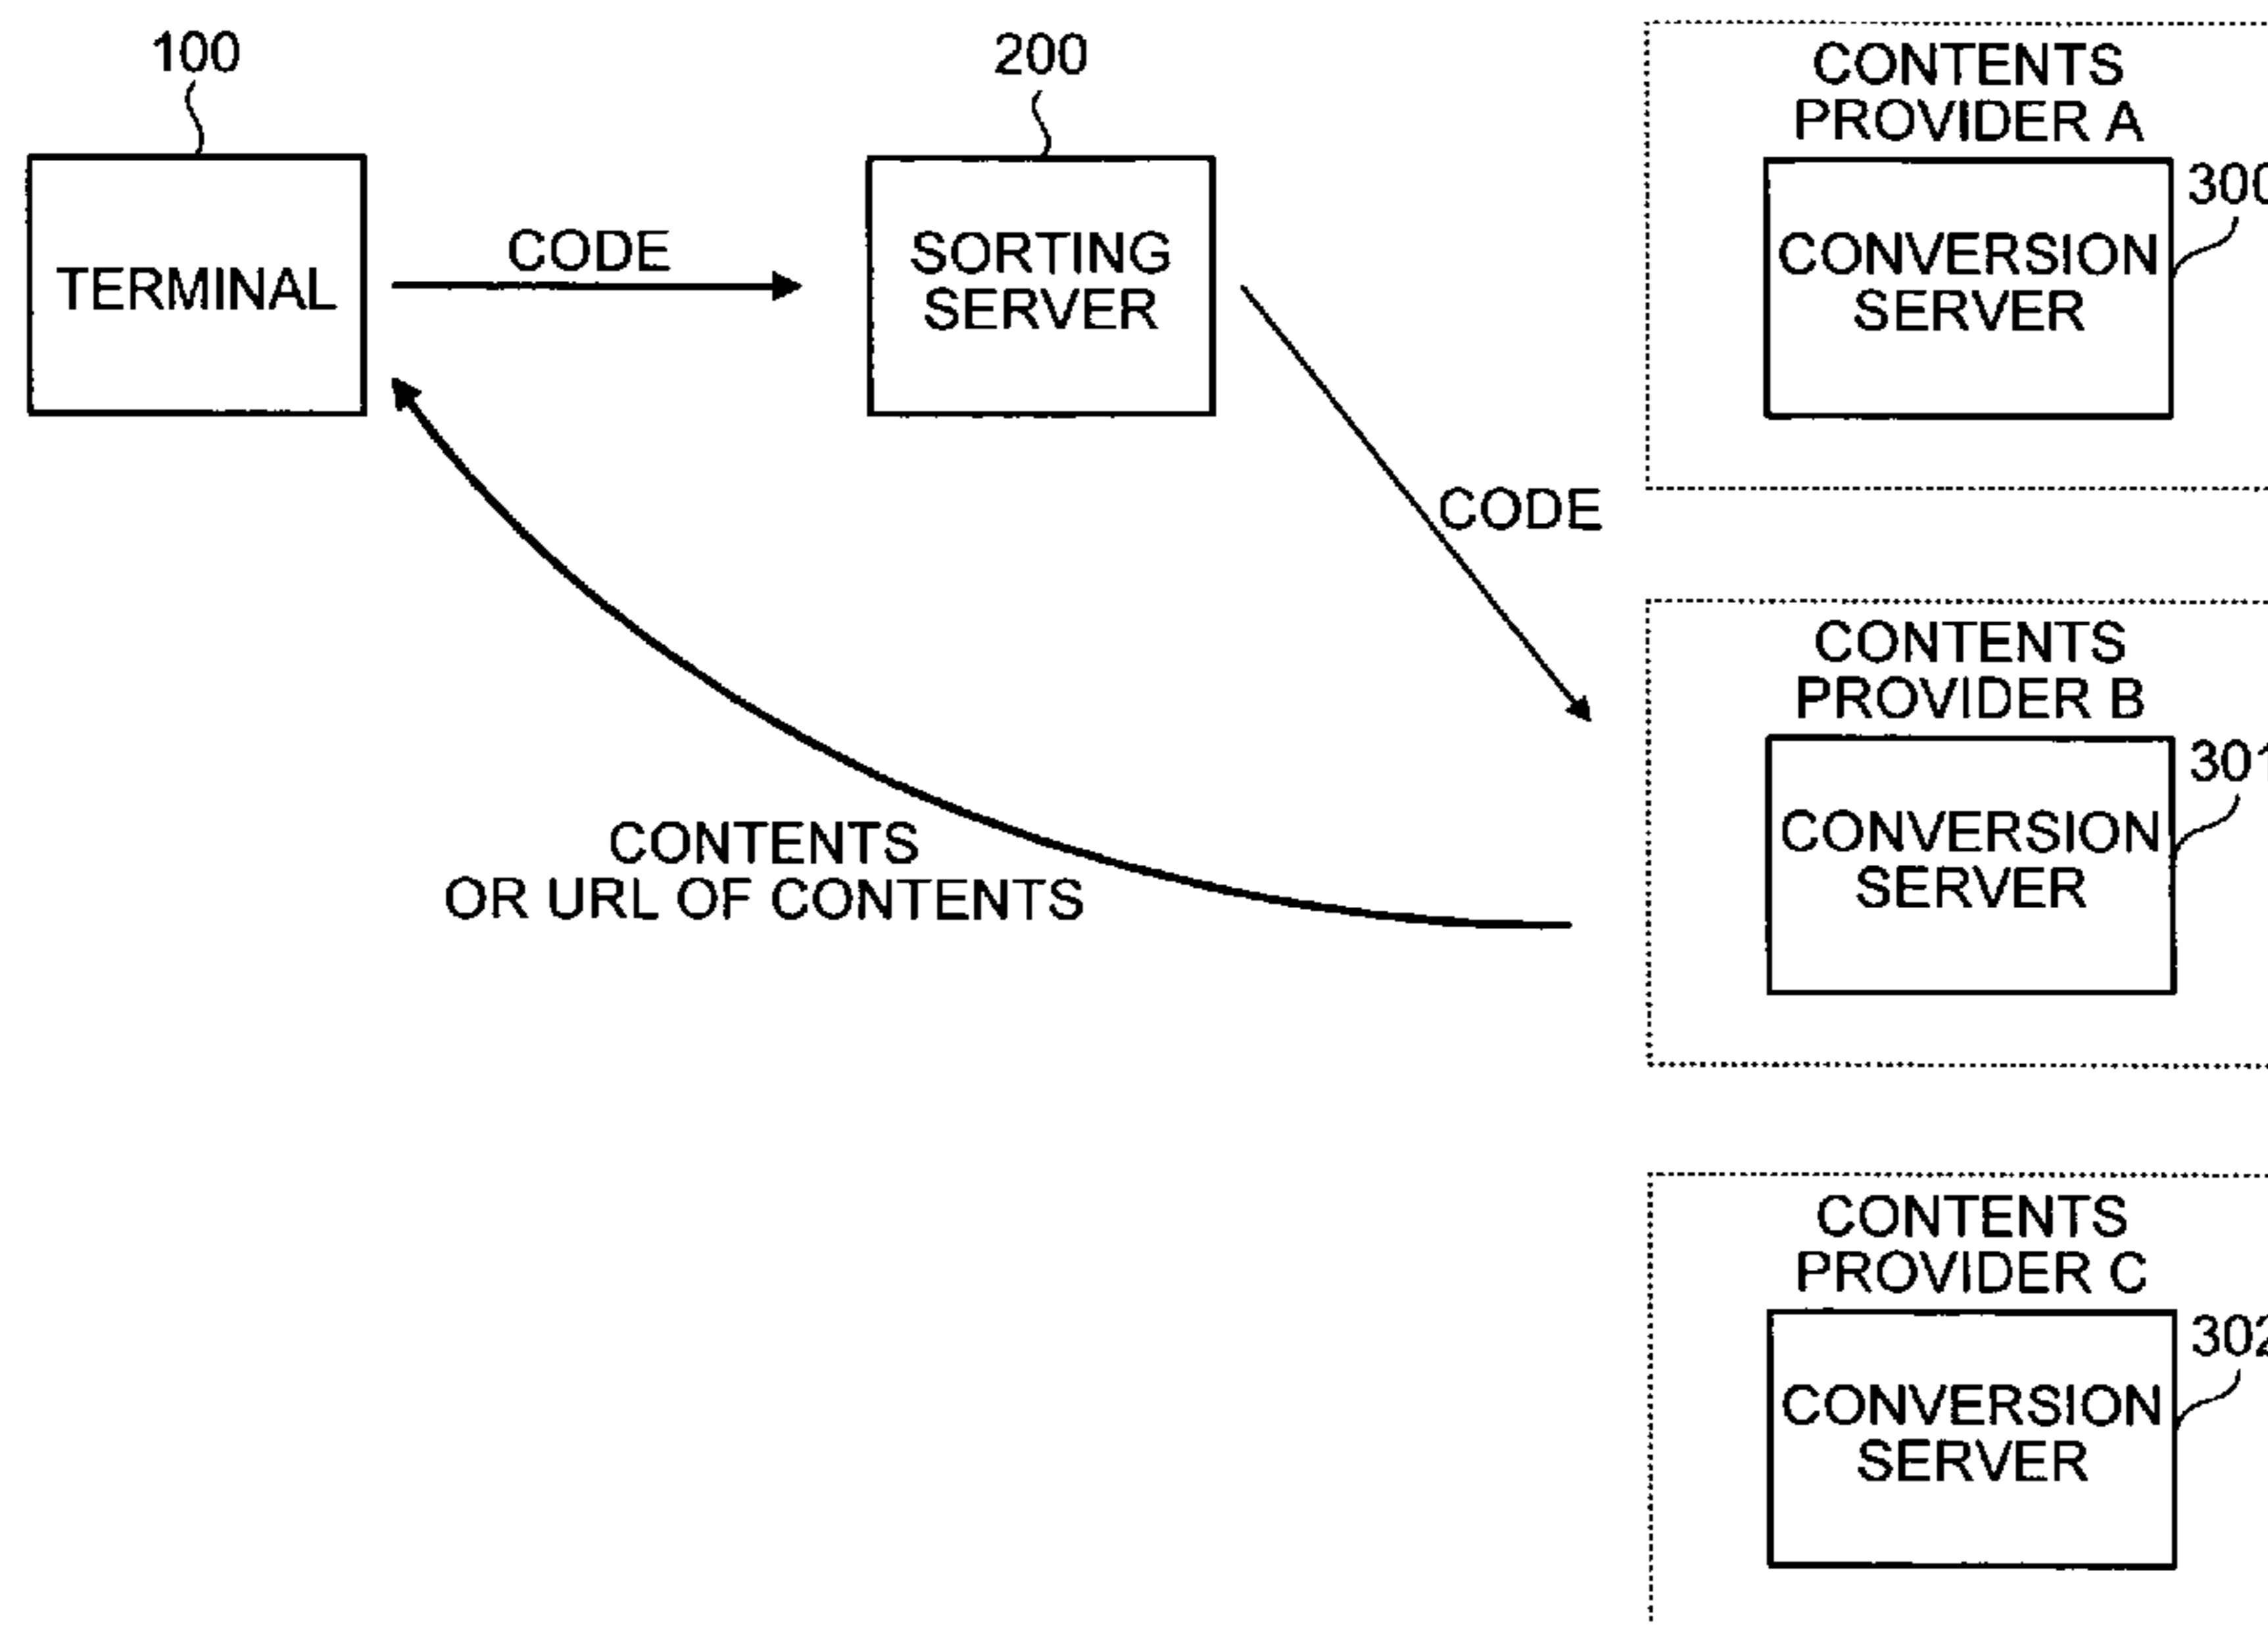 100
TERMINAL
CODE
200
SORTING
SERVER
CODE
CONTENTS
OR URL OF CONTENTS
CONTENTS
PROVIDER A
300
CONVERSION
SERVER
CONTENTS
PROVIDER B
301
CONVERSION
SERVER
CONTENTS
PROVIDER C
302
CONVERSION
SERVER